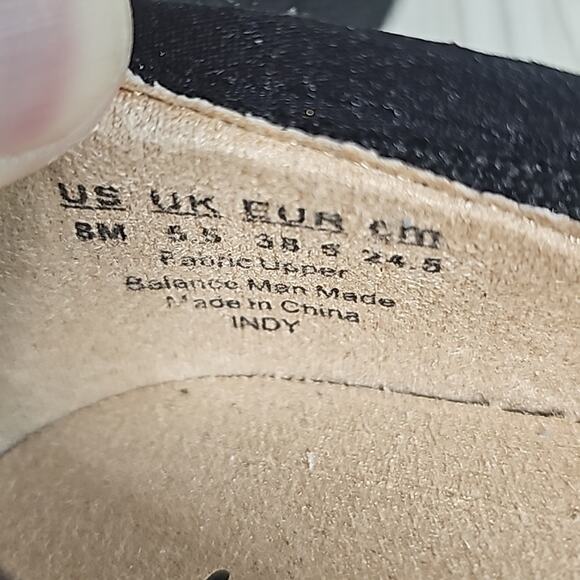 US UK EUR cm
8M 5.5 38.5 24.5
Fabric Upper
Balance Man Made
Made in China
INDY